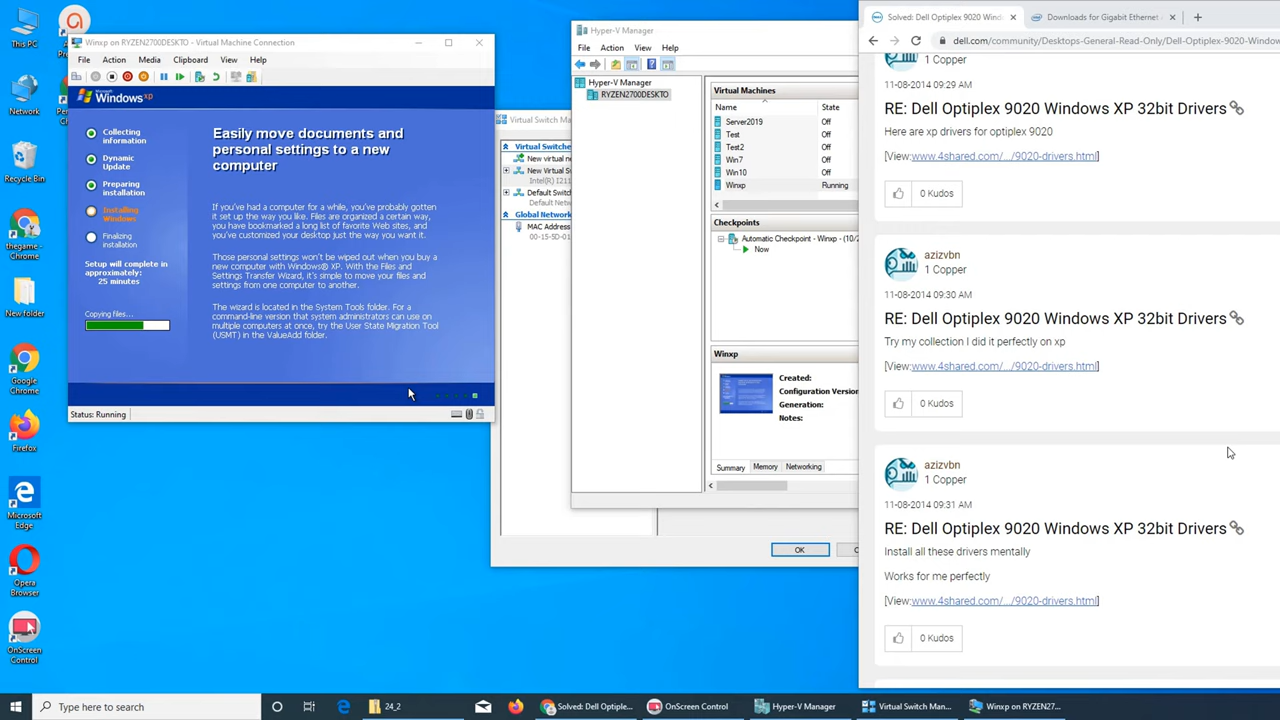 This PC
Network
Recycle Bin
thegame -
Chrome
New folder
Google
Chrome
Firefox
Microsoft
Edge
Opera
Browser
OnScreen
Control
Winxp on RYZEN2700DESKTO - Virtual Machine Connection
File Action Media Clipboard View Help
Microsoft
Windows xp
Collecting
information
Dynamic
Update
Preparing
installation
Installing
Windows
Finalizing
installation
Setup will complete in
approximately:
25 minutes
Copying files...
Easily move documents and
personal settings to a new
computer
If you've had a computer for a while, you've probably gotten
it set up the way you like. Files are organized a certain way,
you have bookmarked a long list of favorite Web sites, and
you've customized your desktop just the way you want it.
Those personal settings won't be wiped out when you buy a
new computer with Windows® XP. With the Files and
Settings Transfer Wizard, it's simple to move your files and
settings from one computer to another.
The wizard is located in the System Tools folder. For a
command-line version that system administrators can use on
multiple computers at once, try the User State Migration Tool
(USMT) in the ValueAdd folder.
Status: Running
Virtual Switch Ma
Virtual Switches
New virtual ne
New Virtual Sw
Intel(R) I211
Default Switch
Default Netw
Global Network
MAC Address
00-15-5D-01
OK
Hyper-V Manager
File Action View Help
Hyper-V Manager
RYZEN2700DESKTO
Virtual Machines
Name State
Server2019 Off
Test Off
Test2 Off
Win7 Off
Win10 Off
Winxp Running
Checkpoints
Automatic Checkpoint - Winxp - (10/2
Now
Winxp
Created:
Configuration Version
Generation:
Notes:
Summary Memory Networking
Solved: Dell Optiplex 9020 Wind
Downloads for Gigabit Ethernet
dell.com/community/Desktops-General-Read-Only/Dell-Optiplex-9020-Window
1 Copper
11-08-2014 09:29 AM
RE: Dell Optiplex 9020 Windows XP 32bit Drivers
Here are xp drivers for optiplex 9020
[View:www.4shared.com/.../9020-drivers.html]
0 Kudos
azizvbn
1 Copper
11-08-2014 09:30 AM
RE: Dell Optiplex 9020 Windows XP 32bit Drivers
Try my collection I did it perfectly on xp
[View:www.4shared.com/.../9020-drivers.html]
0 Kudos
azizvbn
1 Copper
11-08-2014 09:31 AM
RE: Dell Optiplex 9020 Windows XP 32bit Drivers
Install all these drivers mentally
Works for me perfectly
[View:www.4shared.com/.../9020-drivers.html]
0 Kudos
Type here to search
24_2
Solved: Dell Optiple...
OnScreen Control
Hyper-V Manager
Virtual Switch Man...
Winxp on RYZEN27...